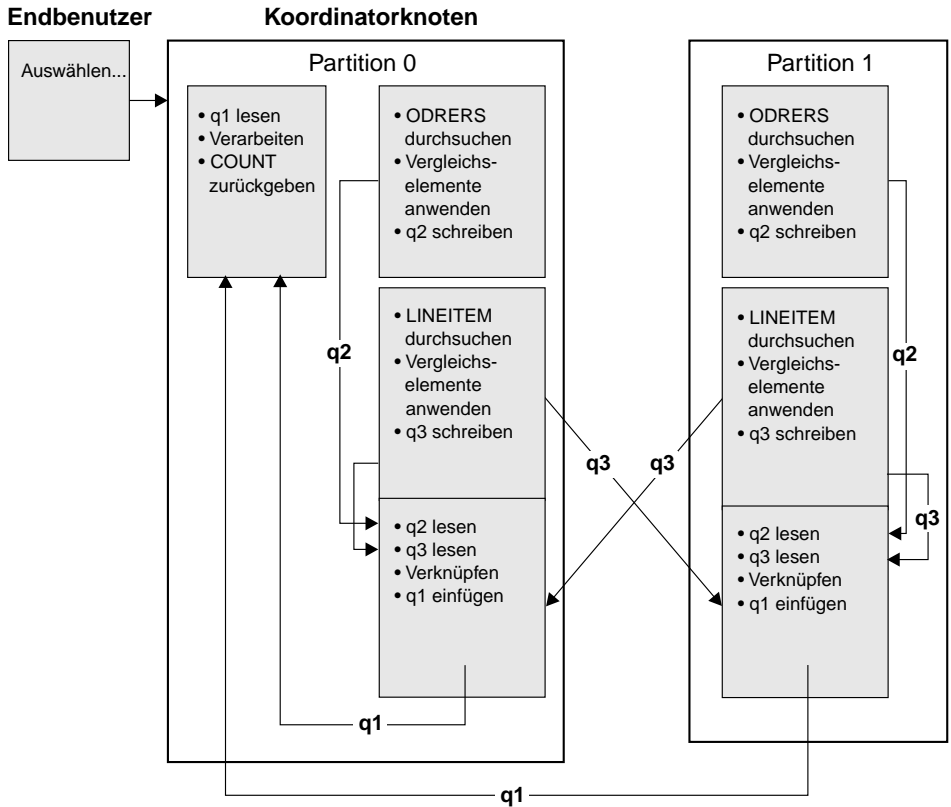 Endbenutzer
Koordinatorknoten
Auswählen...
Partition 0
• q1 lesen
• Verarbeiten
• COUNT
zurückgeben
• ODRERS
durchsuchen
• Vergleichs-
elemente
anwenden
• q2 schreiben
q2
• LINEITEM
durchsuchen
• Vergleichs-
elemente
anwenden
• q3 schreiben
• q2 lesen
• q3 lesen
• Verknüpfen
• q1 einfügen
q1
q3
q3
Partition 1
• ODRERS
durchsuchen
• Vergleichs-
elemente
anwenden
• q2 schreiben
q2
• LINEITEM
durchsuchen
• Vergleichs-
elemente
anwenden
• q3 schreiben
q3
• q2 lesen
• q3 lesen
• Verknüpfen
• q1 einfügen
q1